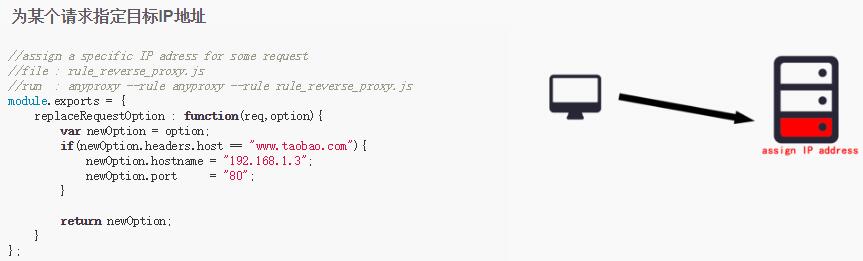 为某个请求指定目标IP地址
//assign a specific IP adress for some request
//file : rule_reverse_proxy.js
//run  : anyproxy --rule anyproxy --rule rule_reverse_proxy.js
module.exports = {
    replaceRequestOption : function(req,option){
        var newOption = option;
        if(newOption.headers.host == "www.taobao.com"){
            newOption.hostname = "192.168.1.3";
            newOption.port     = "80";
        }

        return newOption;
    }
};
assign IP address